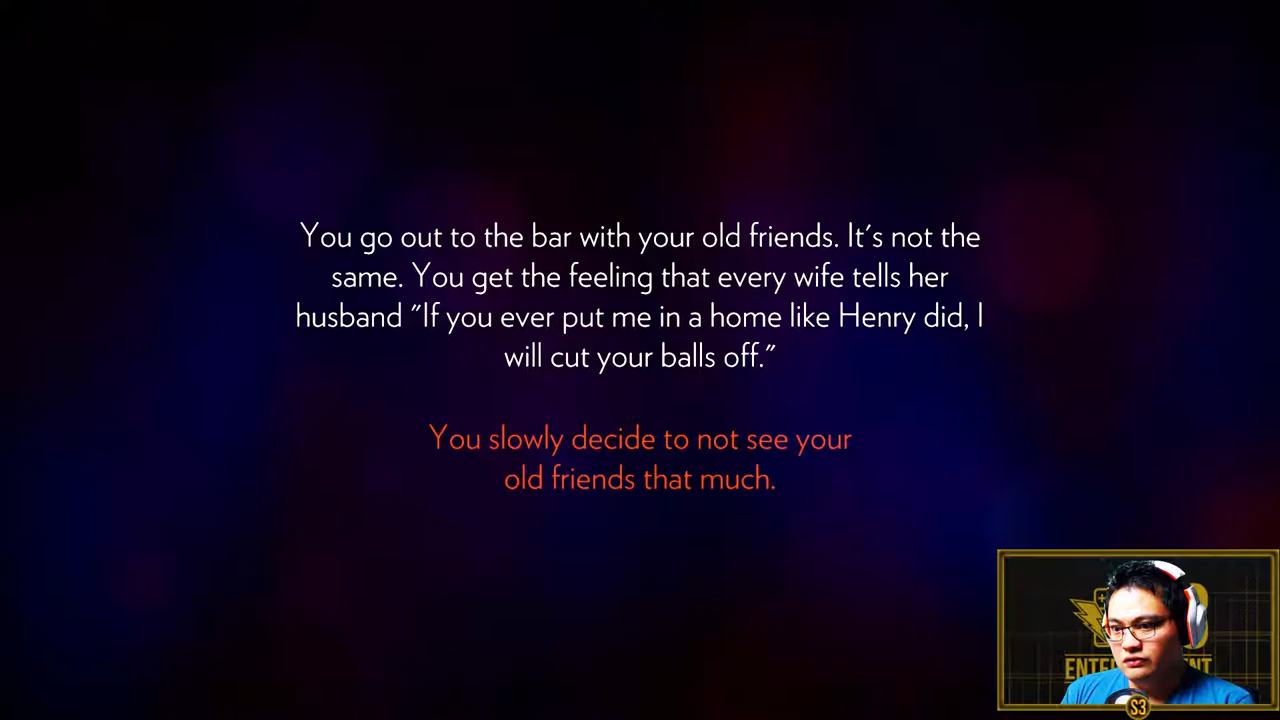 You go out to the bar with your old friends. It's not the
same. You get the feeling that every wife tells her
husband "If you ever put me in a home like Henry did, I
will cut your balls off."
You slowly decide to not see your
old friends that much.
S3